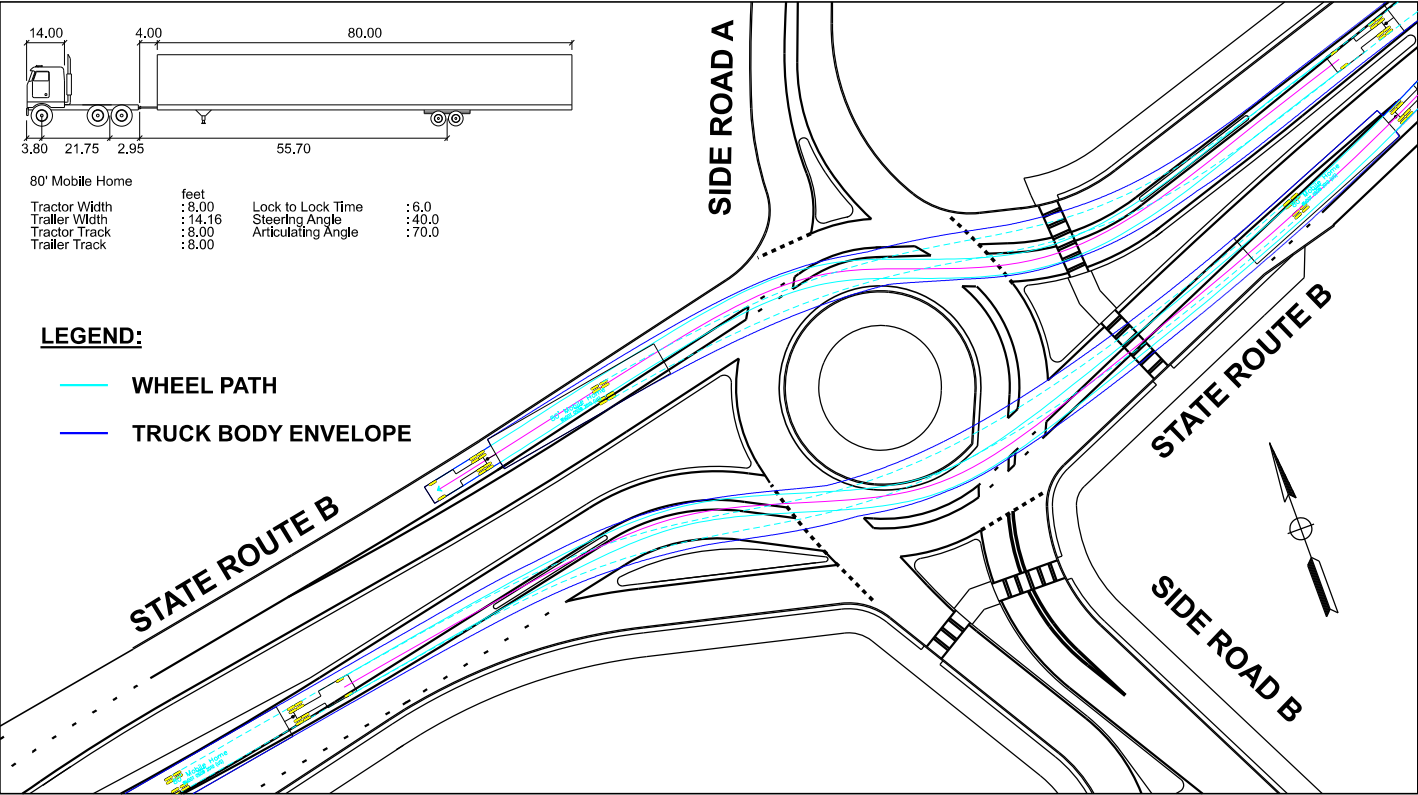 14.00 4.00 80.00
3.80 21.75 2.95 55.70
80' Mobile Home
feet
Tractor Width : 8.00 Lock to Lock Time : 6.0
Trailer Width : 14.16 Steering Angle : 40.0
Tractor Track : 8.00 Articulating Angle : 70.0
Trailer Track : 8.00
LEGEND:
WHEEL PATH
TRUCK BODY ENVELOPE
SIDE ROAD A
STATE ROUTE B
STATE ROUTE B
SIDE ROAD B
80' Mobile Home